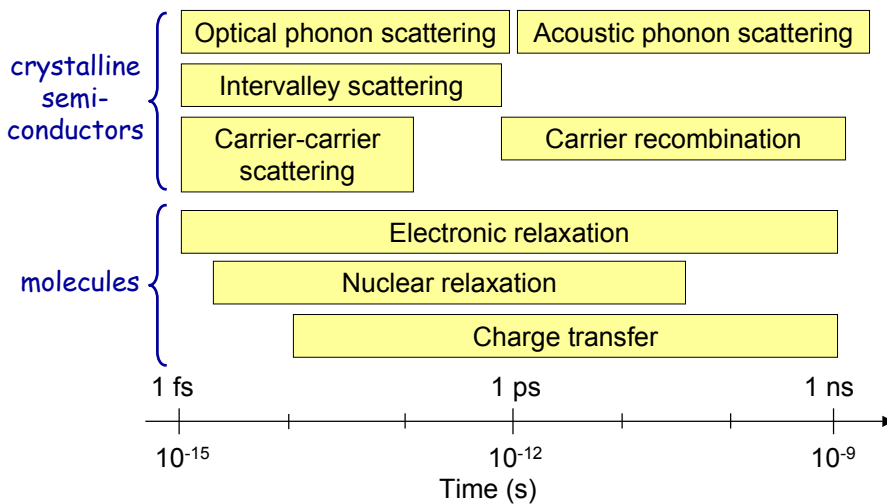 Optical phonon scattering
Acoustic phonon scattering
crystalline
semi-
conductors
Intervalley scattering
Carrier-carrier
scattering
Carrier recombination
Electronic relaxation
molecules
Nuclear relaxation
Charge transfer
1 fs
1 ps
1 ns
10⁻¹⁵
10⁻¹²
10⁻⁹
Time (s)